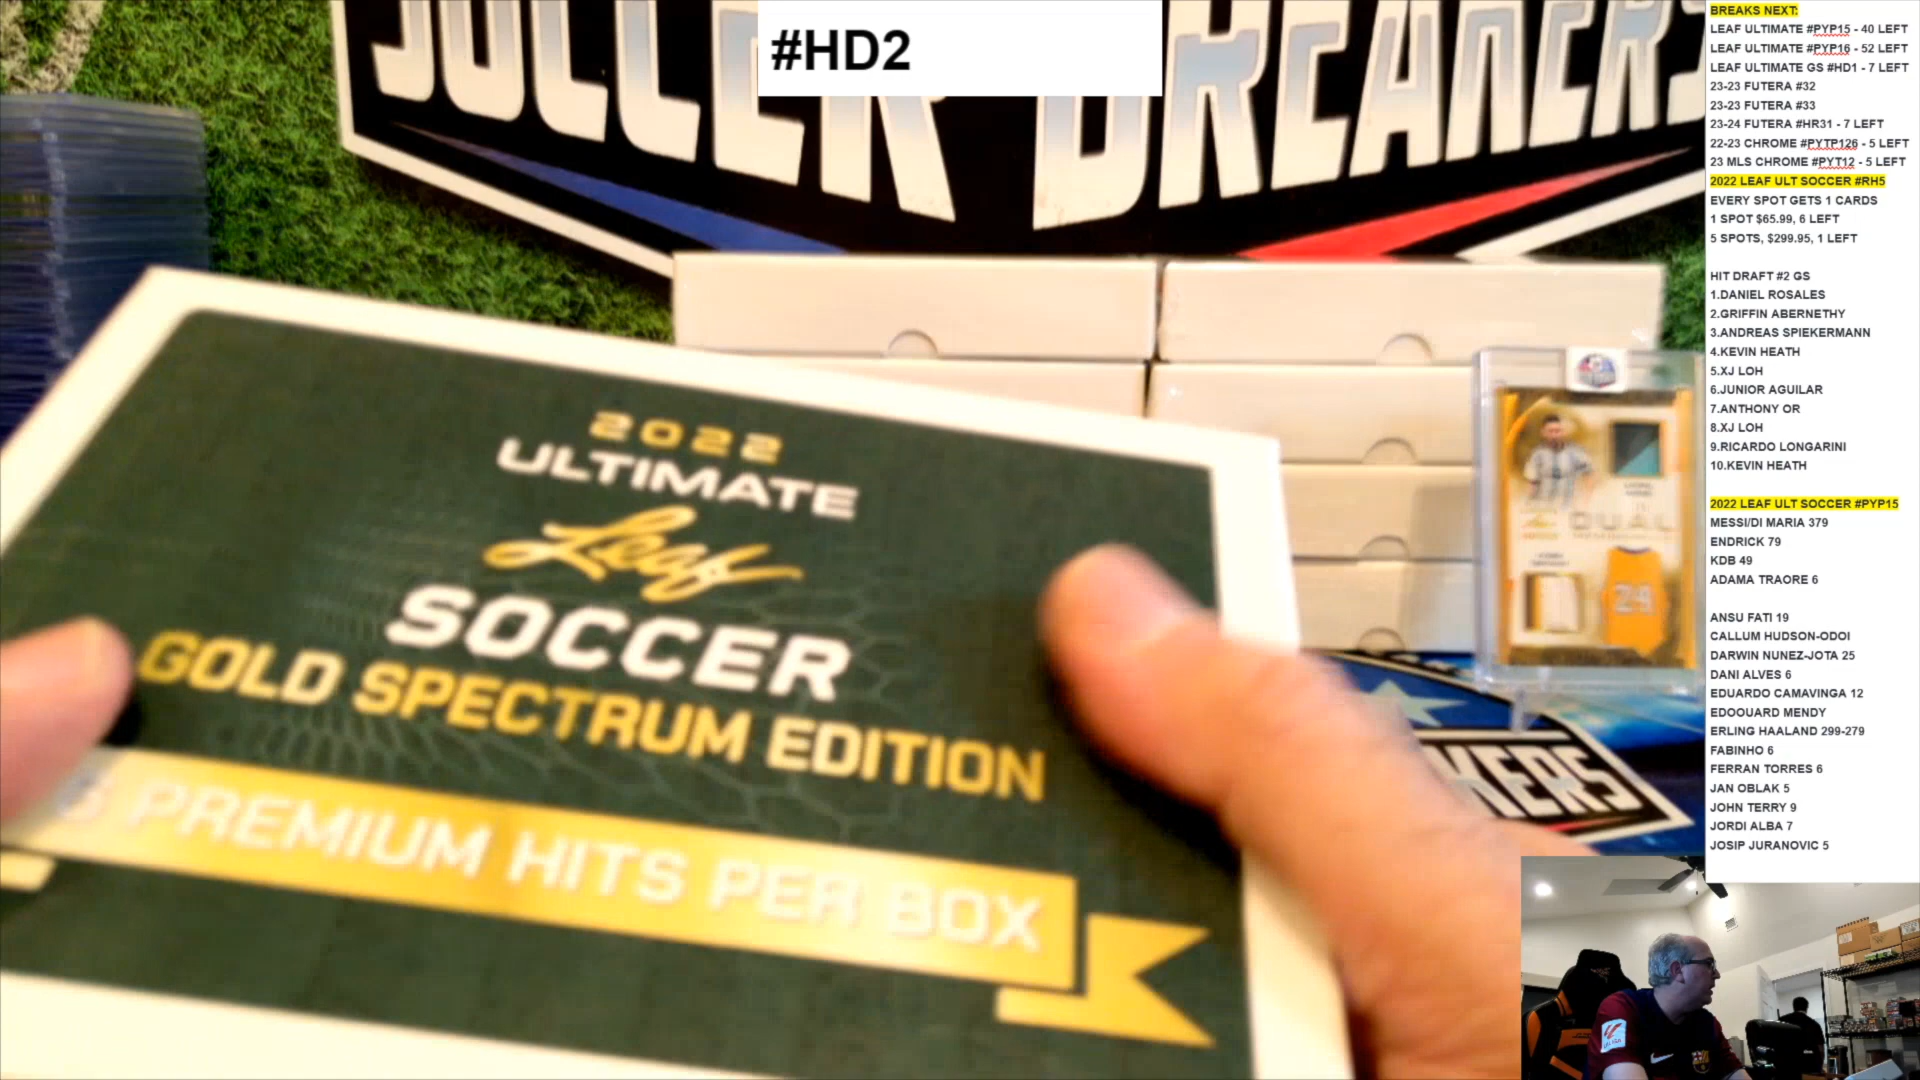 #HD2
SOCCER BREAKERS
2022
ULTIMATE
Leaf
SOCCER
GOLD SPECTRUM EDITION
PREMIUM HITS PER BOX
DUAL
24
KERS
BREAKS NEXT:
LEAF ULTIMATE #PYP15 - 40 LEFT
LEAF ULTIMATE #PYP16 - 52 LEFT
LEAF ULTIMATE GS #HD1 - 7 LEFT
23-23 FUTERA #32
23-23 FUTERA #33
23-24 FUTERA #HR31 - 7 LEFT
22-23 CHROME #PYTP126 - 5 LEFT
23 MLS CHROME #PYT12 - 5 LEFT
2022 LEAF ULT SOCCER #RH5
EVERY SPOT GETS 1 CARDS
1 SPOT $65.99, 6 LEFT
5 SPOTS, $299.95, 1 LEFT
HIT DRAFT #2 GS
1.DANIEL ROSALES
2.GRIFFIN ABERNETHY
3.ANDREAS SPIEKERMANN
4.KEVIN HEATH
5.XJ LOH
6.JUNIOR AGUILAR
7.ANTHONY OR
8.XJ LOH
9.RICARDO LONGARINI
10.KEVIN HEATH
2022 LEAF ULT SOCCER #PYP15
MESSI/DI MARIA 379
ENDRICK 79
KDB 49
ADAMA TRAORE 6
ANSU FATI 19
CALLUM HUDSON-ODOI
DARWIN NUNEZ-JOTA 25
DANI ALVES 6
EDUARDO CAMAVINGA 12
EDOOUARD MENDY
ERLING HAALAND 299-279
FABINHO 6
FERRAN TORRES 6
JAN OBLAK 5
JOHN TERRY 9
JORDI ALBA 7
JOSIP JURANOVIC 5